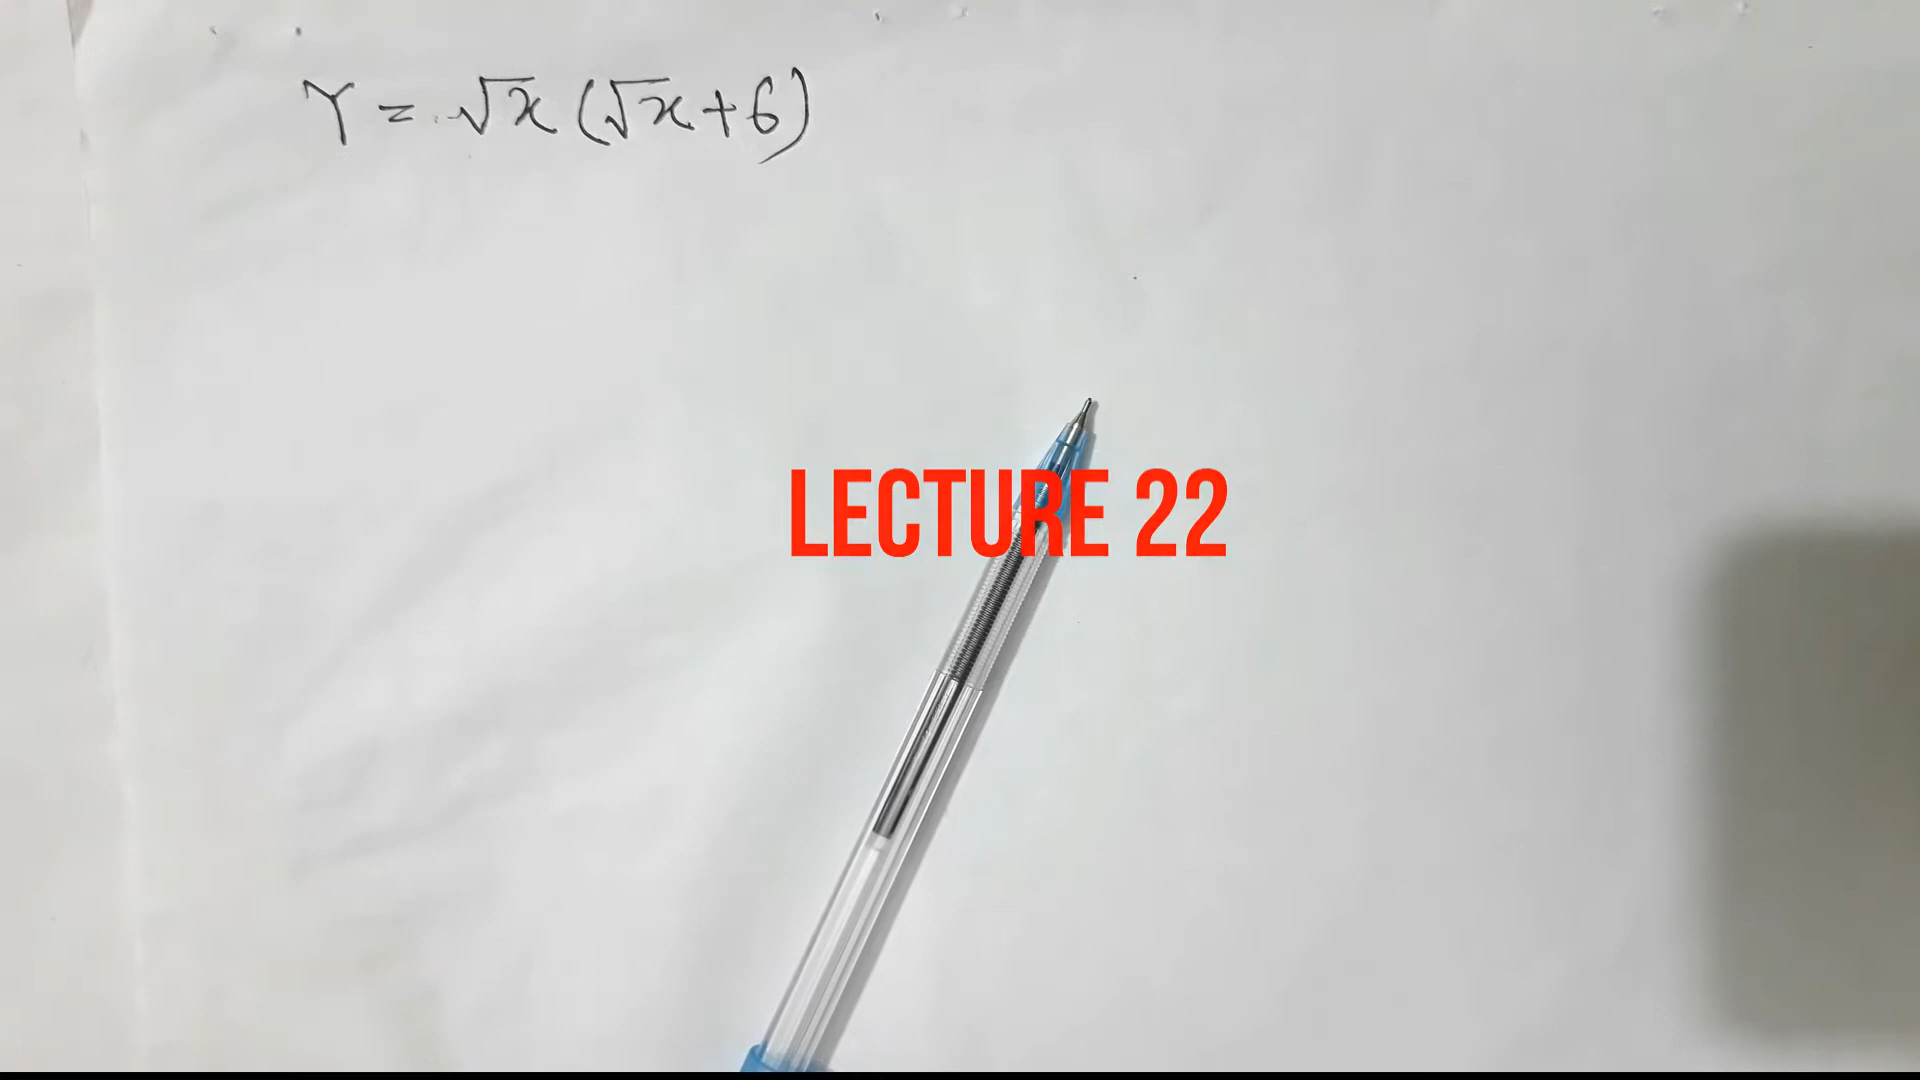 Y = √x (√x + 6)
LECTURE 22